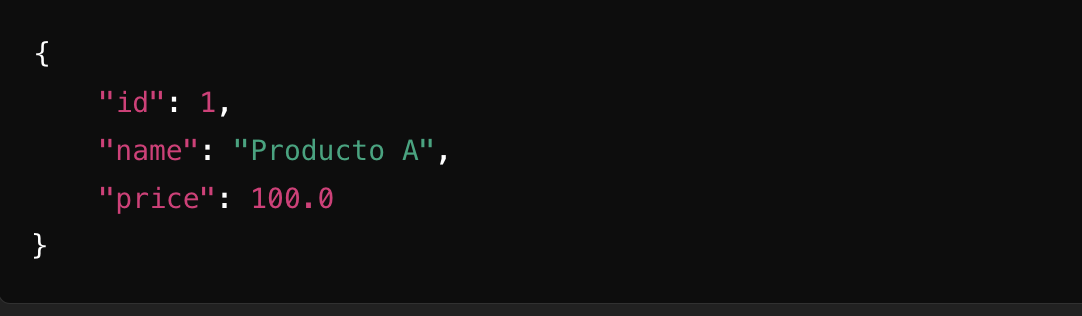 {
    "id": 1,
    "name": "Producto A",
    "price": 100.0
}